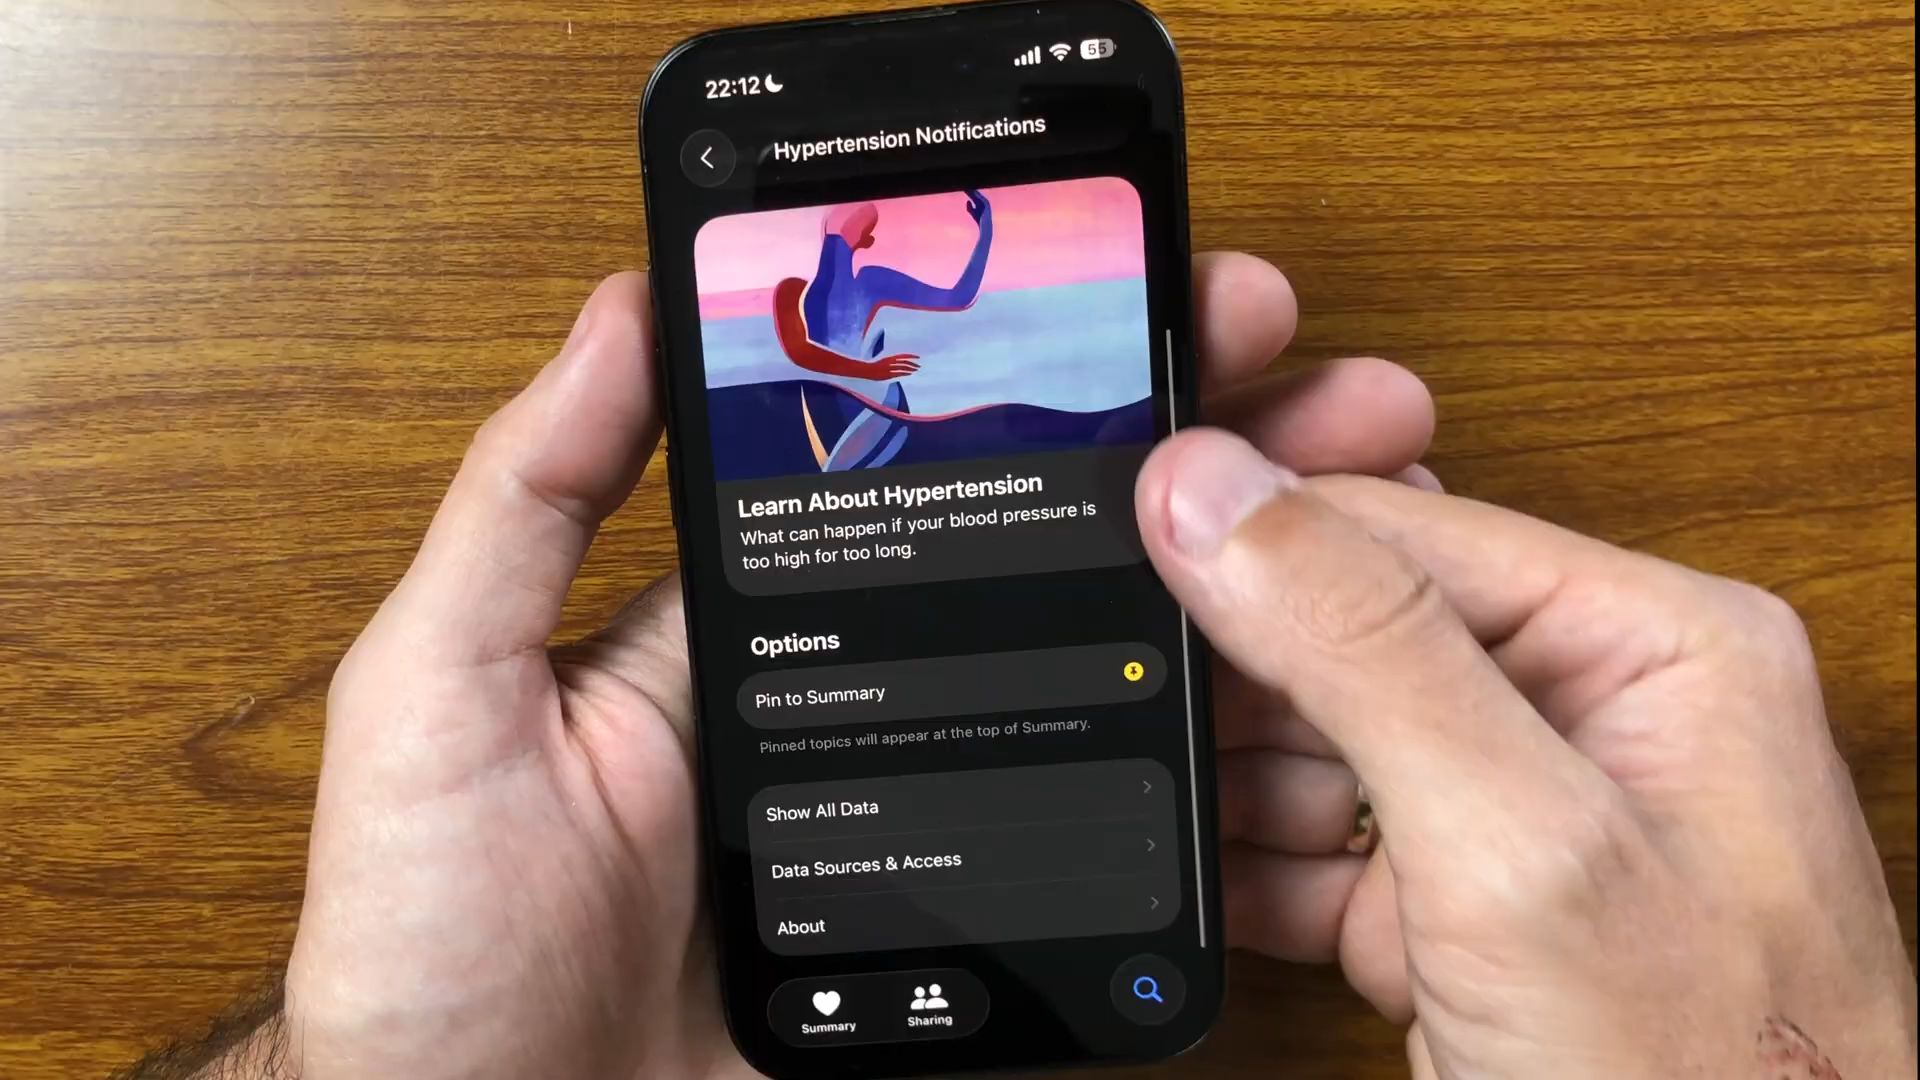 22:12
55
Hypertension Notifications
Learn About Hypertension
What can happen if your blood pressure is
too high for too long.
Options
Pin to Summary
Pinned topics will appear at the top of Summary.
Show All Data
Data Sources & Access
About
Summary
Sharing